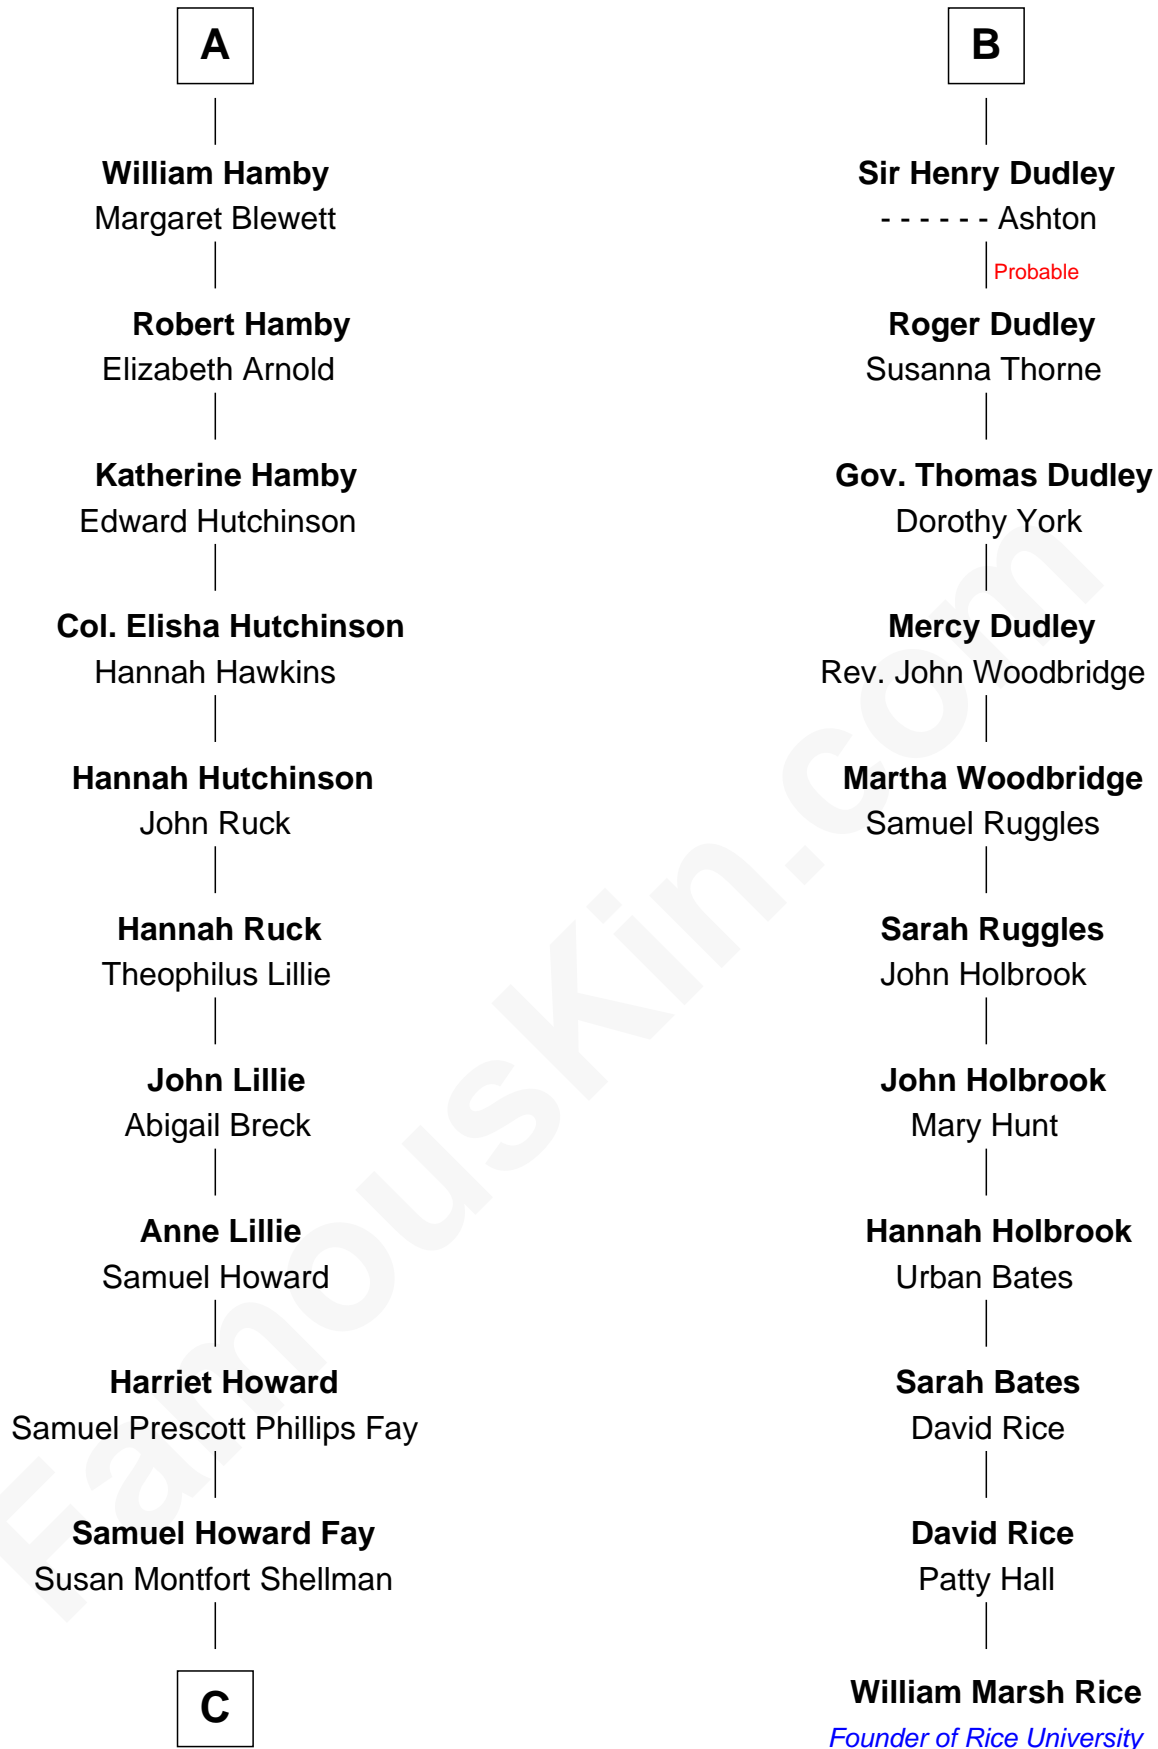 A
William Hamby
Margaret Blewett
Robert Hamby
Elizabeth Arnold
Katherine Hamby
Edward Hutchinson
Col. Elisha Hutchinson
Hannah Hawkins
Hannah Hutchinson
John Ruck
Hannah Ruck
Theophilus Lillie
John Lillie
Abigail Breck
Anne Lillie
Samuel Howard
Harriet Howard
Samuel Prescott Phillips Fay
Samuel Howard Fay
Susan Montfort Shellman
C
B
Sir Henry Dudley
- - - - - - Ashton
Probable
Roger Dudley
Susanna Thorne
Gov. Thomas Dudley
Dorothy York
Mercy Dudley
Rev. John Woodbridge
Martha Woodbridge
Samuel Ruggles
Sarah Ruggles
John Holbrook
John Holbrook
Mary Hunt
Hannah Holbrook
Urban Bates
Sarah Bates
David Rice
David Rice
Patty Hall
William Marsh Rice
Founder of Rice University
FamousKin.com